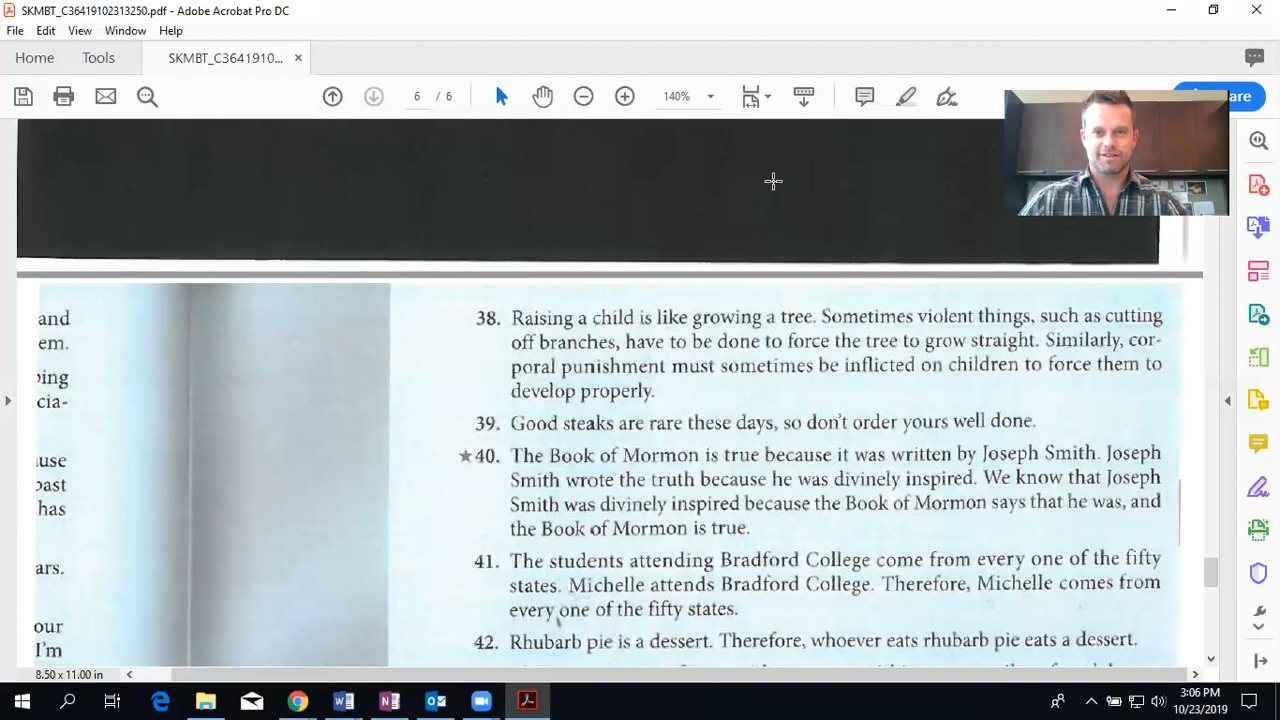 SKMBT_C36419102313250.pdf - Adobe Acrobat Pro DC
File Edit View Window Help
Home Tools SKMBT_C3641910... ×
6 / 6 140%
are
and
em.
cia-
past
has
ars.
our
I'm
38. Raising a child is like growing a tree. Sometimes violent things, such as cutting
off branches, have to be done to force the tree to grow straight. Similarly, cor-
poral punishment must sometimes be inflicted on children to force them to
develop properly.
39. Good steaks are rare these days, so don't order yours well done.
★40. The Book of Mormon is true because it was written by Joseph Smith. Joseph
Smith wrote the truth because he was divinely inspired. We know that Joseph
Smith was divinely inspired because the Book of Mormon says that he was, and
the Book of Mormon is true.
41. The students attending Bradford College come from every one of the fifty
states. Michelle attends Bradford College. Therefore, Michelle comes from
every one of the fifty states.
42. Rhubarb pie is a dessert. Therefore, whoever eats rhubarb pie eats a dessert.
8.50 x 11.00 in
3:06 PM
10/23/2019